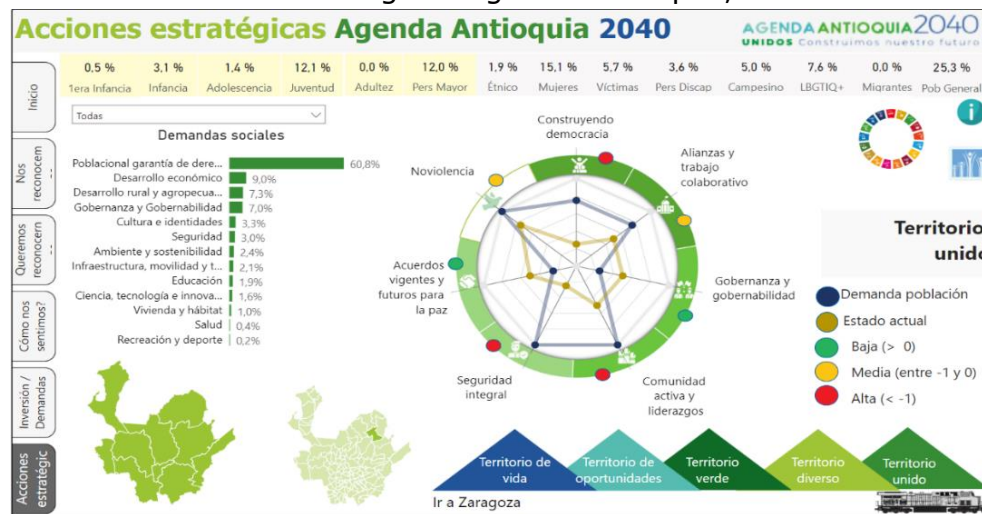 Acciones estratégicas Agenda Antioquia 2040
AGENDA ANTIOQUIA 2040
UNIDOS Construimos nuestro futuro
0,5 % 3,1 % 1,4 % 12,1 % 0,0 % 12,0 % 1,9 % 15,1 % 5,7 % 3,6 % 5,0 % 7,6 % 0,0 % 25,3 %
1era Infancia Infancia Adolescencia Juventud Adultez Pers Mayor Étnico Mujeres Víctimas Pers Discap Campesino LBGTIQ+ Migrantes Pob General
Inicio
Nos
reconocem
Queremos
reconocern
Cómo nos
sentimos?
Inversión /
Demandas
Acciones
estratégic
Todas
Demandas sociales
Poblacional garantía de dere... 60,8%
Desarrollo económico 9,0%
Desarrollo rural y agropecua... 7,3%
Gobernanza y Gobernabilidad 7,0%
Cultura e identidades 3,3%
Seguridad 3,0%
Ambiente y sostenibilidad 2,4%
Infraestructura, movilidad y t... 2,1%
Educación 1,9%
Ciencia, tecnología e innova... 1,6%
Vivienda y hábitat 1,0%
Salud 0,4%
Recreación y deporte 0,2%
Construyendo
democracia
Alianzas y
trabajo
colaborativo
Gobernanza y
gobernabilidad
Comunidad
activa y
liderazgos
Seguridad
integral
Acuerdos
vigentes y
futuros para
la paz
Noviolencia
i
Territorio
unido
Demanda población
Estado actual
Baja (> 0)
Media (entre -1 y 0)
Alta (< -1)
Territorio de
vida
Territorio de
oportunidades
Territorio
verde
Territorio
diverso
Territorio
unido
Ir a Zaragoza